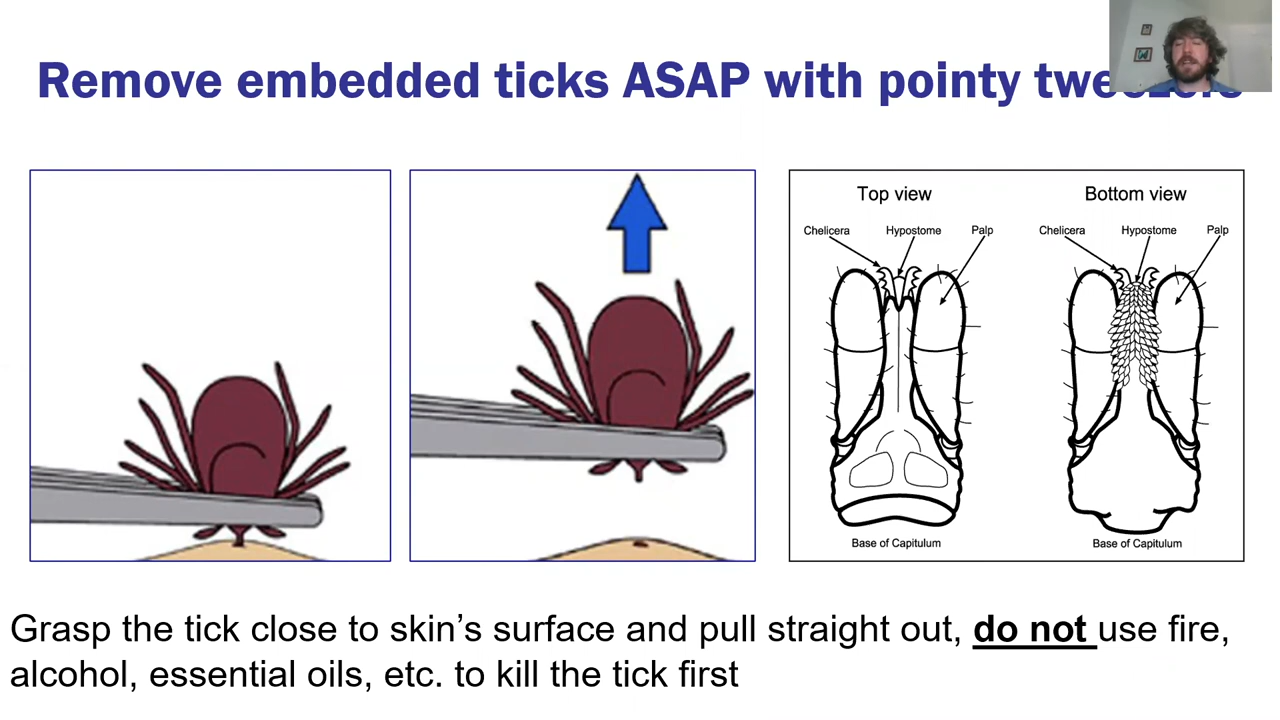 Remove embedded ticks ASAP with pointy
Top view
Bottom view
Chelicera
Hypostome
Palp
Chelicera
Hypostome
Palp
Base of Capitulum
Base of Capitulum
Grasp the tick close to skin’s surface and pull straight out, do not use fire,
alcohol, essential oils, etc. to kill the tick first